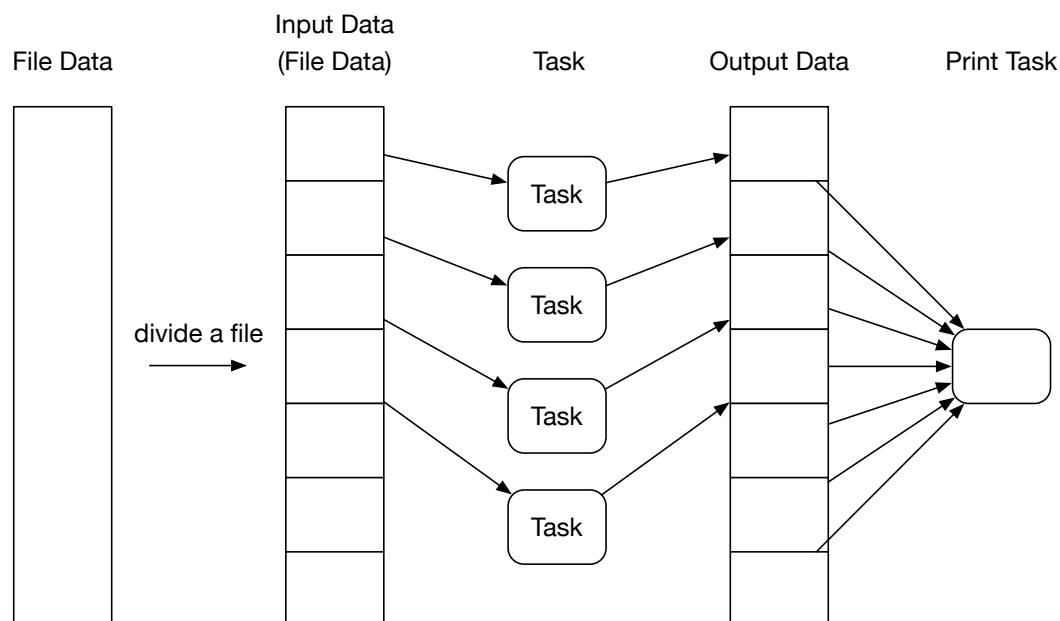 File Data
Input Data
(File Data)
Task
Output Data
Print Task
divide a file
Task
Task
Task
Task